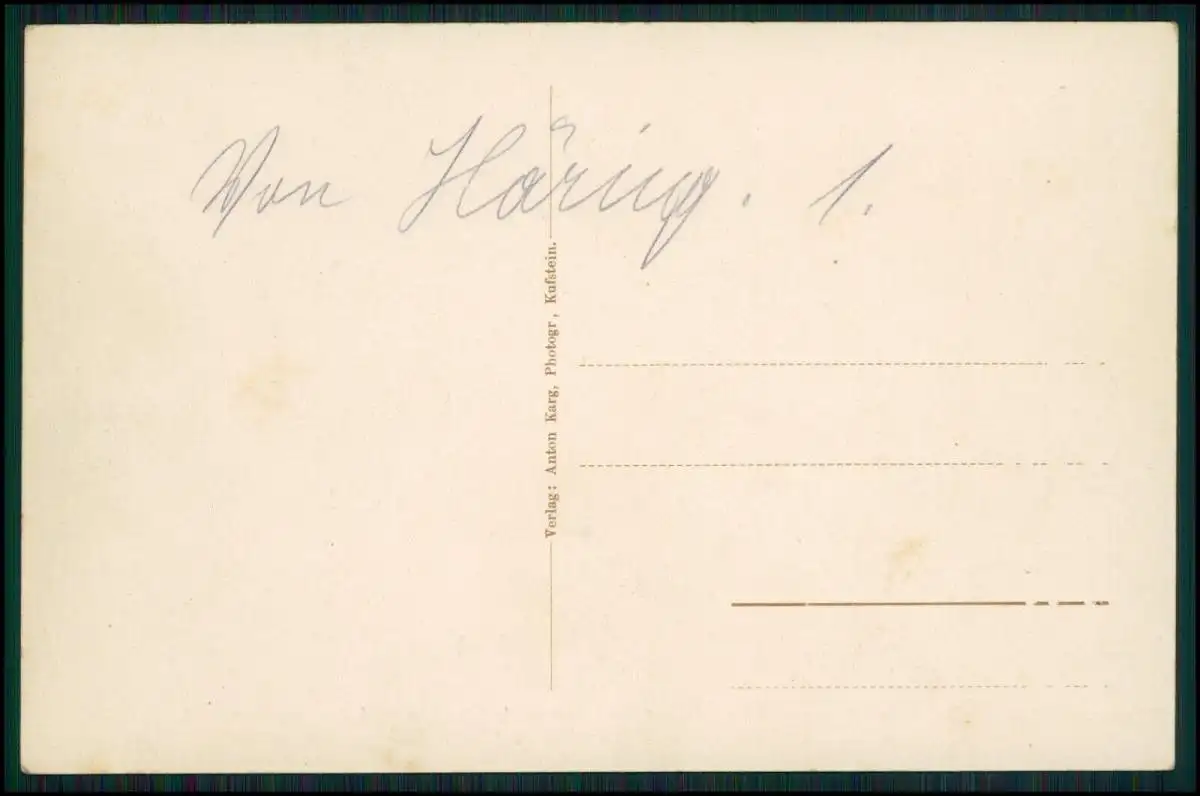 Von Häring. 1.
Verlag: Anton Karg, Photogr, Kufstein.